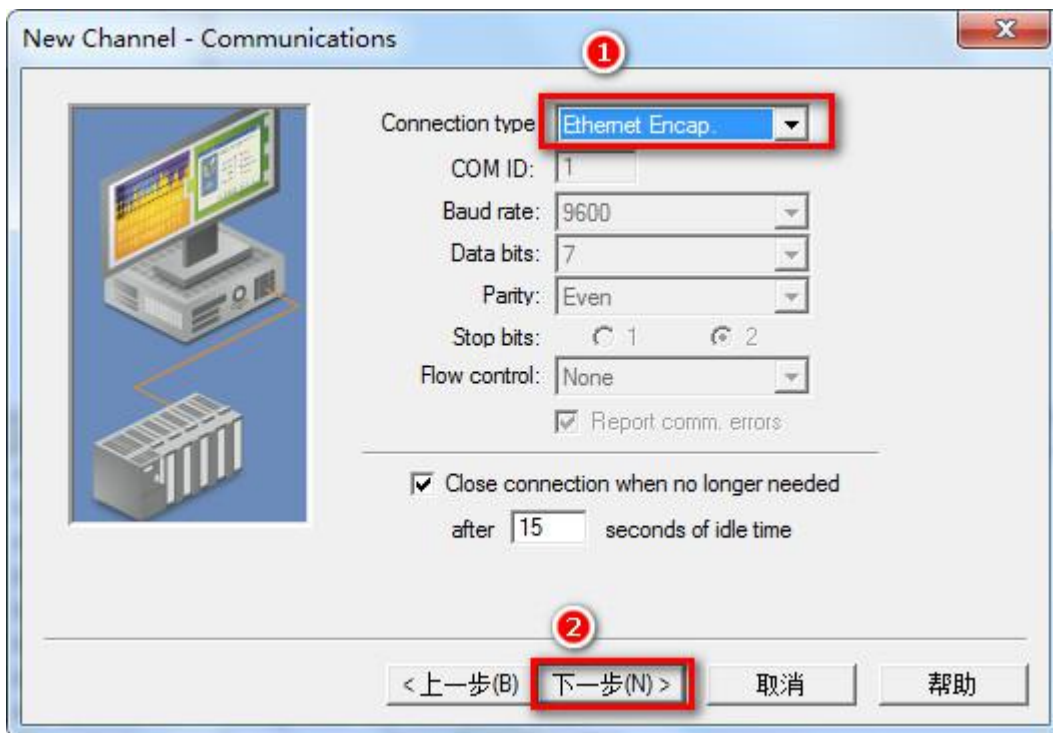 New Channel - Communications
1
Connection type Ethernet Encap.
COM ID: 1
Baud rate: 9600
Data bits: 7
Parity: Even
Stop bits: 1 2
Flow control: None
Report comm. errors
Close connection when no longer needed
after 15 seconds of idle time
2
<上一步(B) 下一步(N)> 取消 帮助